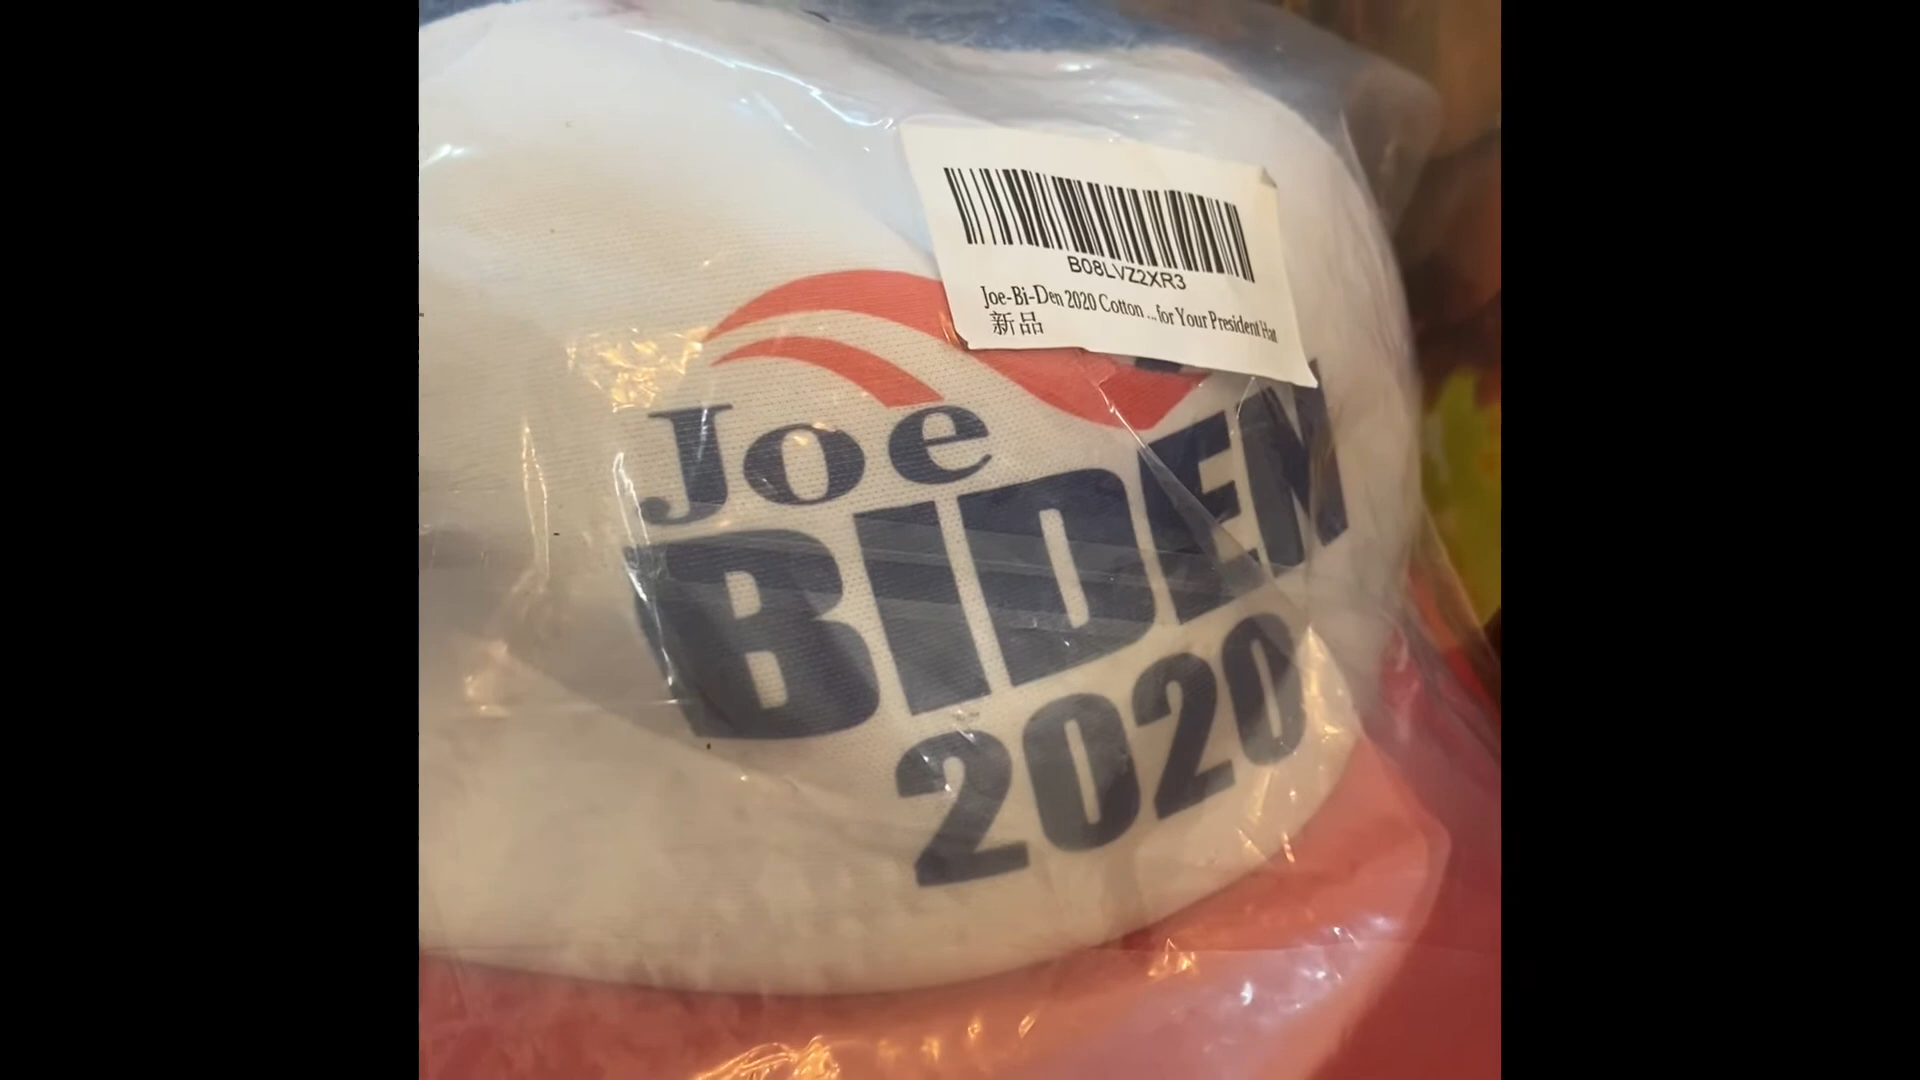 B08LVZ2XR3
Joe-Bi-Den 2020 Cotton ... for Your President Hat
新品
Joe
BIDEN
2020